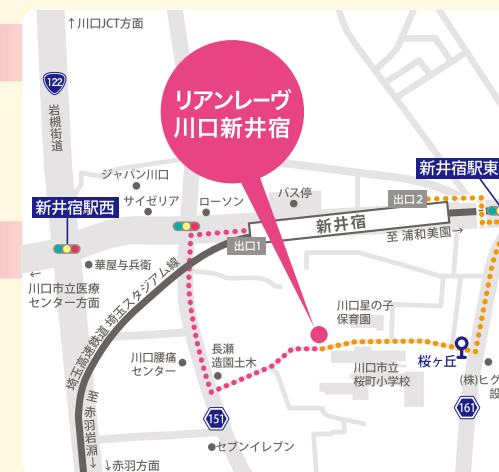 ↑川口JCT方面
122
岩槻街道
リアンレーヴ
川口新井宿
ジャパン川口
サイゼリア
ローソン
バス停
新井宿駅東
新井宿駅西
出口2
新井宿
出口1
至 浦和美園→
華屋与兵衛
←
川口市立医療
センター方面
埼玉高速鉄道 埼玉スタジアム線
川口星の子
保育園
川口腰痛
センター
長瀬
造園土木
川口市立
桜町小学校
桜ヶ丘
(株)ヒグ
設
151
161
至 赤羽岩淵→
セブンイレブン
↓赤羽方面